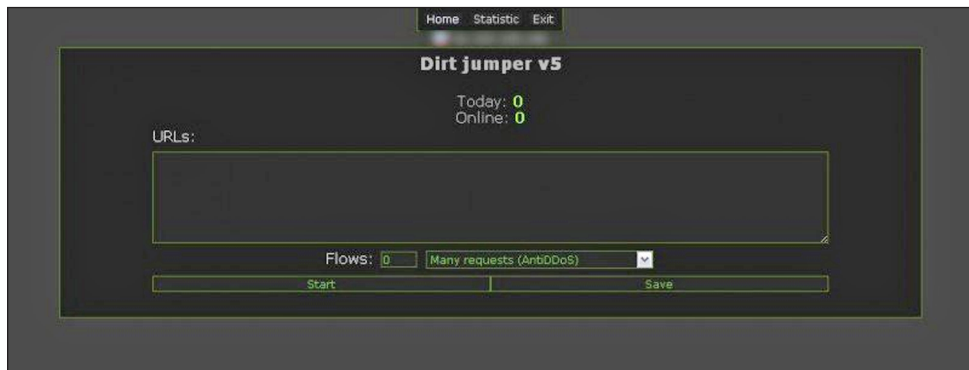 Home Statistic Exit
Dirt jumper v5
Today: 0
Online: 0
URLs:
Flows: 0 Many requests (AntiDDoS)
Start Save